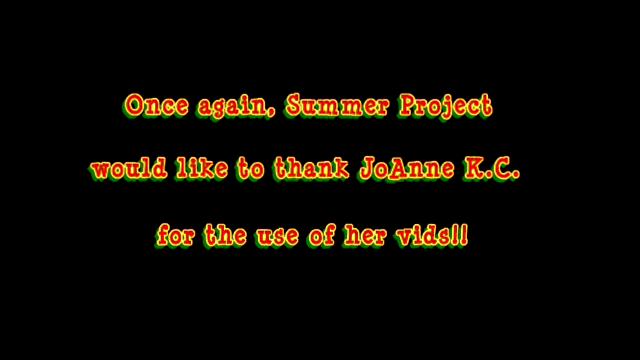 Once again, Summer Project
would like to thank JoAnne K.C.
for the use of her vids!!